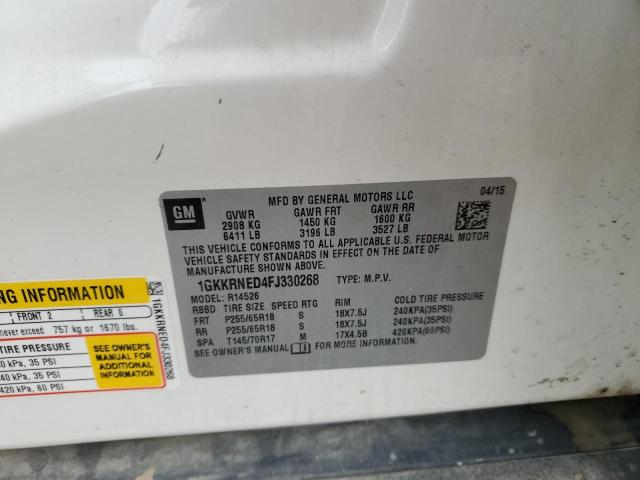 GM
MFD BY GENERAL MOTORS LLC
04/15
GVWR GAWR FRT GAWR RR
2908 KG 1450 KG 1600 KG
6411 LB 3196 LB 3527 LB
THIS VEHICLE CONFORMS TO ALL APPLICABLE U.S. FEDERAL MOTOR
VEHICLE SAFETY STANDARDS IN EFFECT ON THE DATE OF
MANUFACTURE SHOWN ABOVE.
1GKKRNED4FJ330268 TYPE: M.P.V.
MODEL: R14526
RBBD TIRE SIZE SPEED RTG RIM COLD TIRE PRESSURE
FRT P255/65R18 S 18X7.5J 240KPA(35PSI)
RR P255/65R18 S 18X7.5J 240KPA(35PSI)
SPA T145/70R17 M 17X4.5B 420KPA(60PSI)
SEE OWNER'S MANUAL FOR MORE INFORMATION.
NG INFORMATION
FRONT 2 REAR 6
never exceed 757 kg or 1670 lbs.
TIRE PRESSURE
0 kPa, 35 PSI
40 kPa, 35 PSI
420 kPa, 60 PSI
SEE OWNER'S
MANUAL FOR
ADDITIONAL
INFORMATION
1GKKRNED4FJ330268